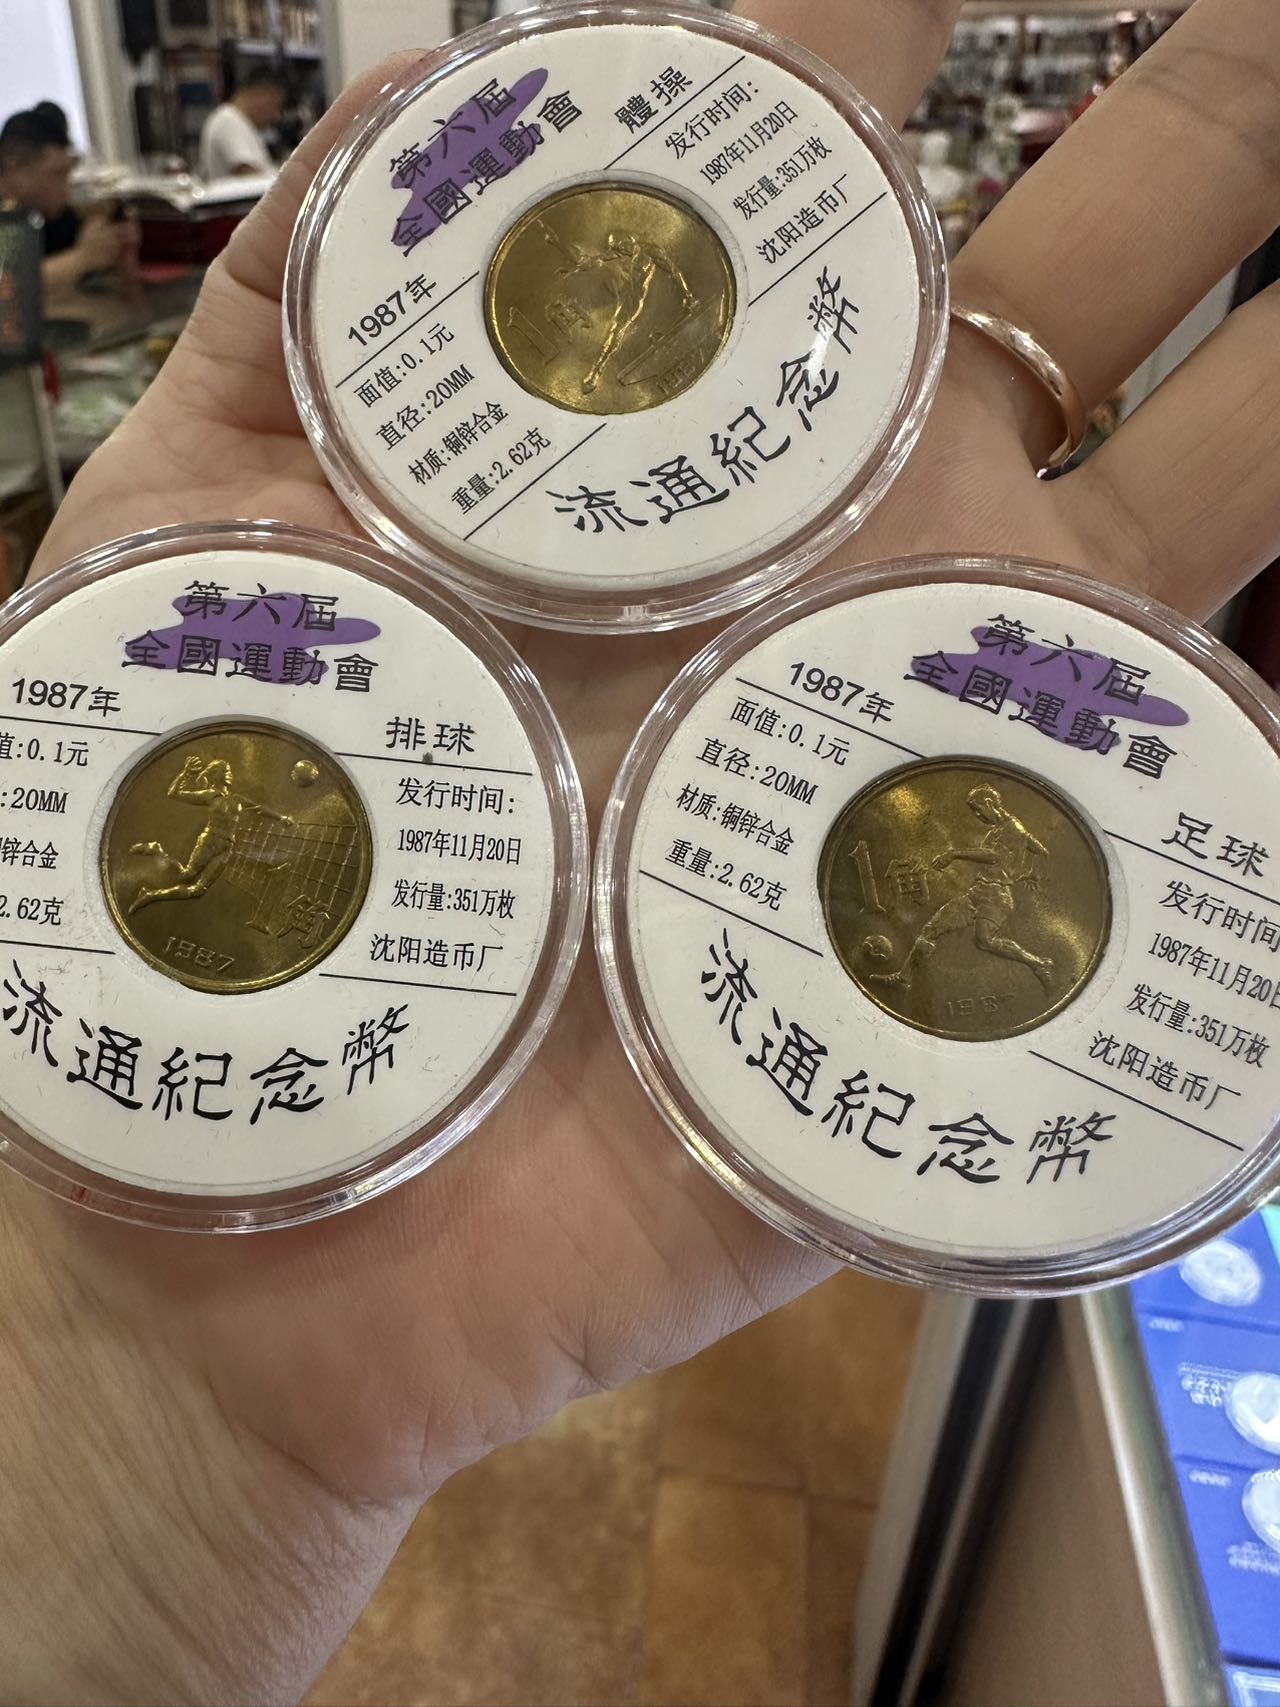 第六届
全國運動會
體操
1987年
面值:0.1元
直径:20MM
材质:铜锌合金
重量:2.62克
发行时间:
1987年11月20日
发行量:351万枚
沈阳造币厂
流通紀念幣
1角
1987
第六届
全國運動會
1987年
排球
值:0.1元
:20MM
锌合金
2.62克
发行时间:
1987年11月20日
发行量:351万枚
沈阳造币厂
流通紀念幣
1角
1987
第六届
全國運動會
1987年
足球
面值:0.1元
直径:20MM
材质:铜锌合金
重量:2.62克
发行时间
1987年11月20日
发行量:351万枚
沈阳造币厂
流通紀念幣
1角
1987